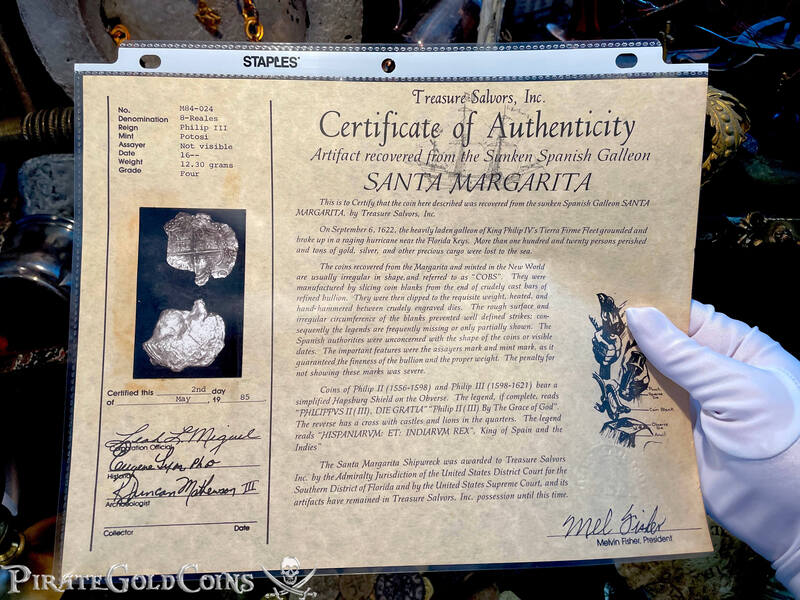 STAPLES
Treasure Salvors, Inc.
Certificate of Authenticity
Artifact recovered from the Sunken Spanish Galleon
SANTA MARGARITA
No. M84-024
Denomination 8-Reales
Reign Philip III
Mint Potosi
Assayer Not visible
Date 16--
Weight 12.30 grams
Grade Four
This is to Certify that the coin here described was recovered from the sunken Spanish Galleon SANTA
MARGARITA, by Treasure Salvors, Inc.
On September 6, 1622, the heavily laden galleon of King Philip IV's Tierra Firme Fleet grounded and
broke up in a raging hurricane near the Florida Keys. More than one hundred and twenty persons perished
and tons of gold, silver, and other precious cargo were lost to the sea.
The coins recovered from the Margarita and minted in the New World
are usually irregular in shape, and referred to as "COBS". They were
manufactured by slicing coin blanks from the end of crudely cast bars of
refined bullion. They were then clipped to the requisite weight, heated, and
hand-hammered between crudely engraved dies. The rough surface and
irregular circumference of the blanks prevented well defined strikes; con-
sequently the legends are frequently missing or only partially shown. The
Spanish authorities were unconcerned with the shape of the coins or visible
dates. The important features were the assayers mark and mint mark, as it
guaranteed the fineness of the bullion and the proper weight. The penalty for
not showing these marks was severe.
Coins of Philip II (1556-1598) and Philip III (1598-1621) bear a
simplified Hapsburg Shield on the Obverse. The legend, if complete, reads
"PHILIPPVS II (III), DIE GRATIA" "Philip II (III) By The Grace of God".
The reverse has a cross with castles and lions in the quarters. The legend
reads "HISPANIARVM: ET: INDIARVM REX". King of Spain and the
Indies"
The Santa Margarita Shipwreck was awarded to Treasure Salvors
Inc. by the Admiralty Jurisdiction of the United States District Court for the
Southern District of Florida and by the United States Supreme Court, and its
artifacts have remained in Treasure Salvors, Inc. possession until this time.
Coin Blank
Certified this 2nd day
of May, 19 85
Leah L Miguel
Corporation Official
Eugene Lyon PhD
Historian
Duncan Mathewson III
Archaeologist
Collector Date
Mel Fisher
Melvin Fisher, President
PIRATEGOLDCOINS